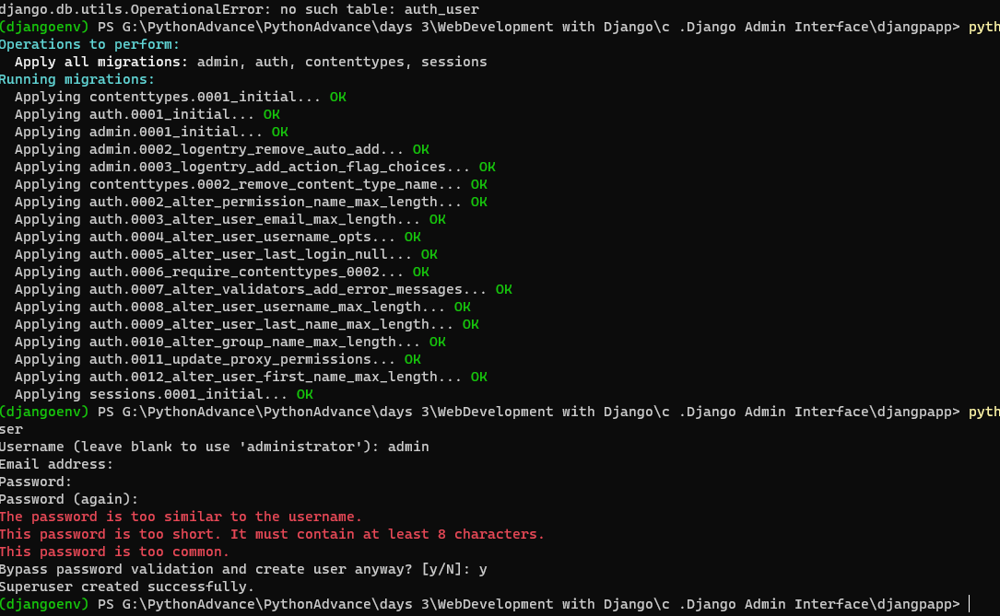 django.db.utils.OperationalError: no such table: auth_user
(djangoenv) PS G:\PythonAdvance\PythonAdvance\days 3\WebDevelopment with Django\c .Django Admin Interface\djangpapp> pyth
Operations to perform:
  Apply all migrations: admin, auth, contenttypes, sessions
Running migrations:
  Applying contenttypes.0001_initial... OK
  Applying auth.0001_initial... OK
  Applying admin.0001_initial... OK
  Applying admin.0002_logentry_remove_auto_add... OK
  Applying admin.0003_logentry_add_action_flag_choices... OK
  Applying contenttypes.0002_remove_content_type_name... OK
  Applying auth.0002_alter_permission_name_max_length... OK
  Applying auth.0003_alter_user_email_max_length... OK
  Applying auth.0004_alter_user_username_opts... OK
  Applying auth.0005_alter_user_last_login_null... OK
  Applying auth.0006_require_contenttypes_0002... OK
  Applying auth.0007_alter_validators_add_error_messages... OK
  Applying auth.0008_alter_user_username_max_length... OK
  Applying auth.0009_alter_user_last_name_max_length... OK
  Applying auth.0010_alter_group_name_max_length... OK
  Applying auth.0011_update_proxy_permissions... OK
  Applying auth.0012_alter_user_first_name_max_length... OK
  Applying sessions.0001_initial... OK
(djangoenv) PS G:\PythonAdvance\PythonAdvance\days 3\WebDevelopment with Django\c .Django Admin Interface\djangpapp> pyth
ser
Username (leave blank to use 'administrator'): admin
Email address:
Password:
Password (again):
The password is too similar to the username.
This password is too short. It must contain at least 8 characters.
This password is too common.
Bypass password validation and create user anyway? [y/N]: y
Superuser created successfully.
(djangoenv) PS G:\PythonAdvance\PythonAdvance\days 3\WebDevelopment with Django\c .Django Admin Interface\djangpapp>